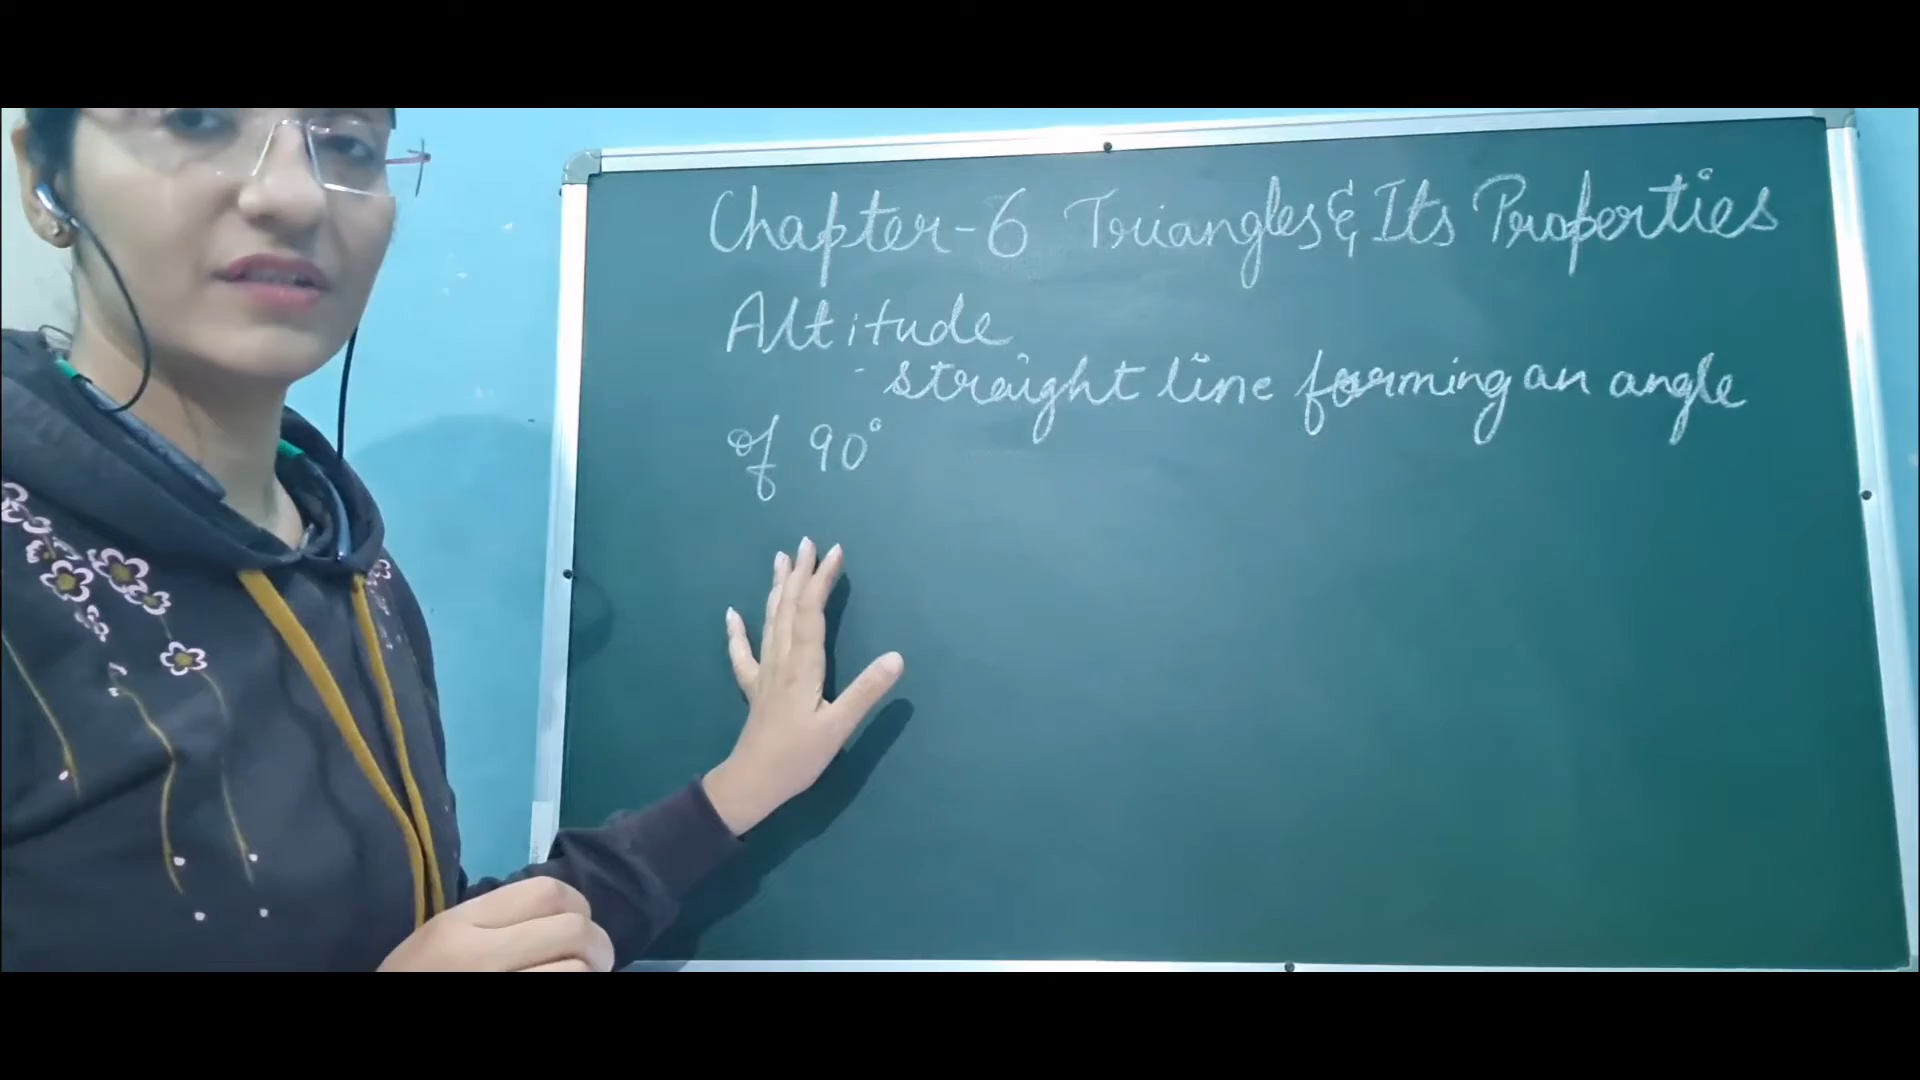 Chapter-6 Triangles & Its Properties
Altitude
- straight line forming an angle
of 90°